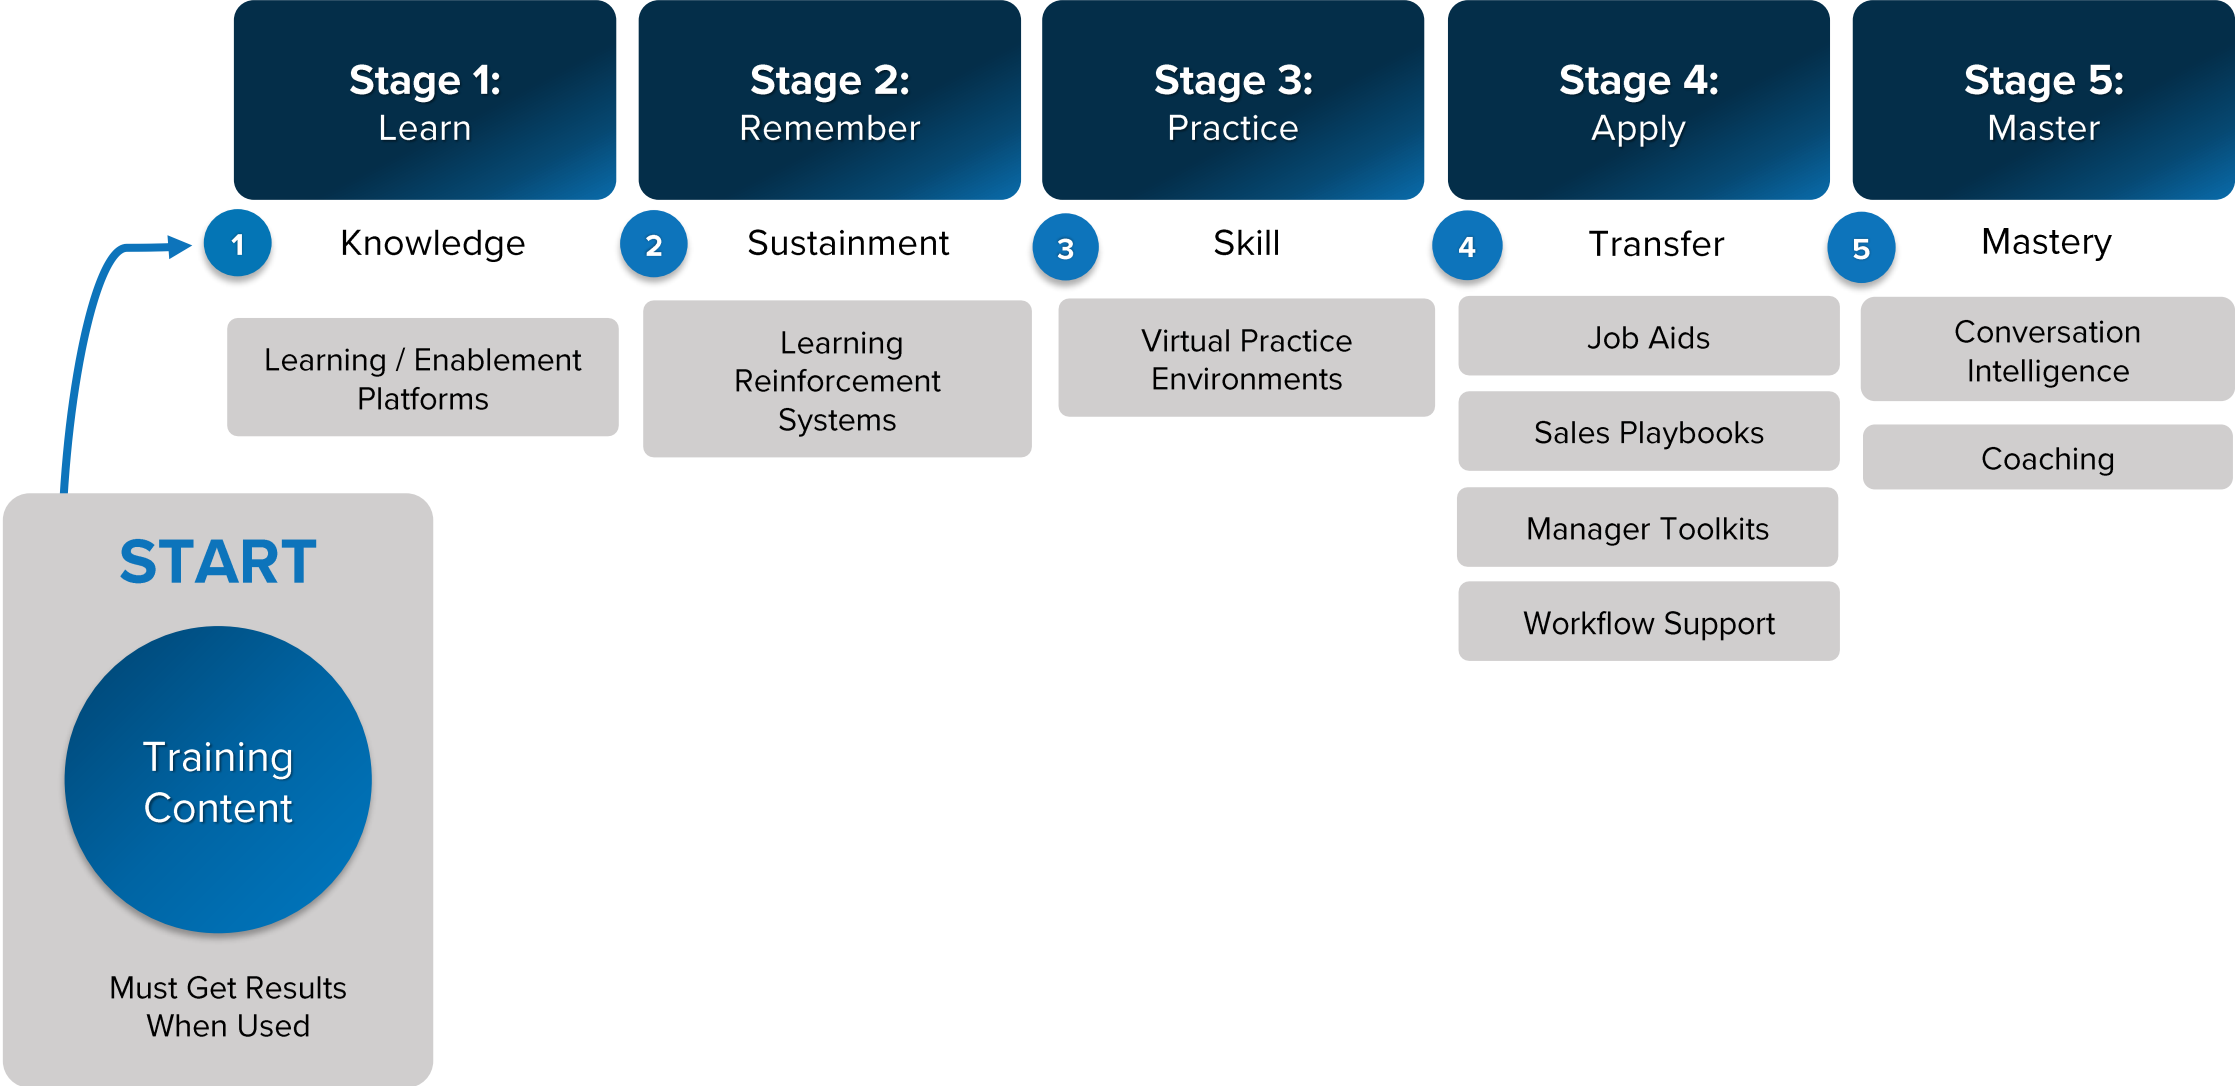 Stage 1:
Learn
Stage 2:
Remember
Stage 3:
Practice
Stage 4:
Apply
Stage 5:
Master
1
Knowledge
2
Sustainment
3
Skill
4
Transfer
5
Mastery
Learning / Enablement
Platforms
Learning
Reinforcement
Systems
Virtual Practice
Environments
Job Aids
Sales Playbooks
Manager Toolkits
Workflow Support
Conversation
Intelligence
Coaching
START
Training
Content
Must Get Results
When Used